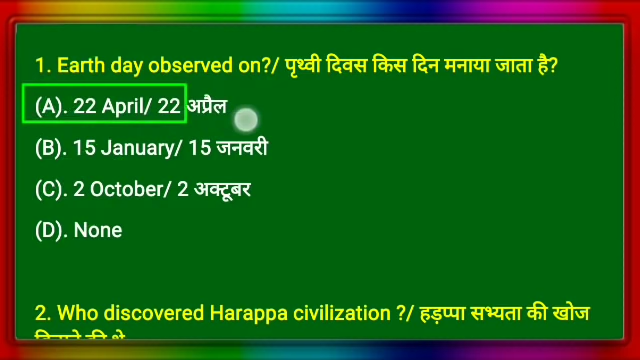 1. Earth day observed on?/ पृथ्वी दिवस किस दिन मनाया जाता है?
(A). 22 April/ 22 अप्रैल
(B). 15 January/ 15 जनवरी
(C). 2 October/ 2 अक्टूबर
(D). None
2. Who discovered Harappa civilization ?/ हड़प्पा सभ्यता की खोज